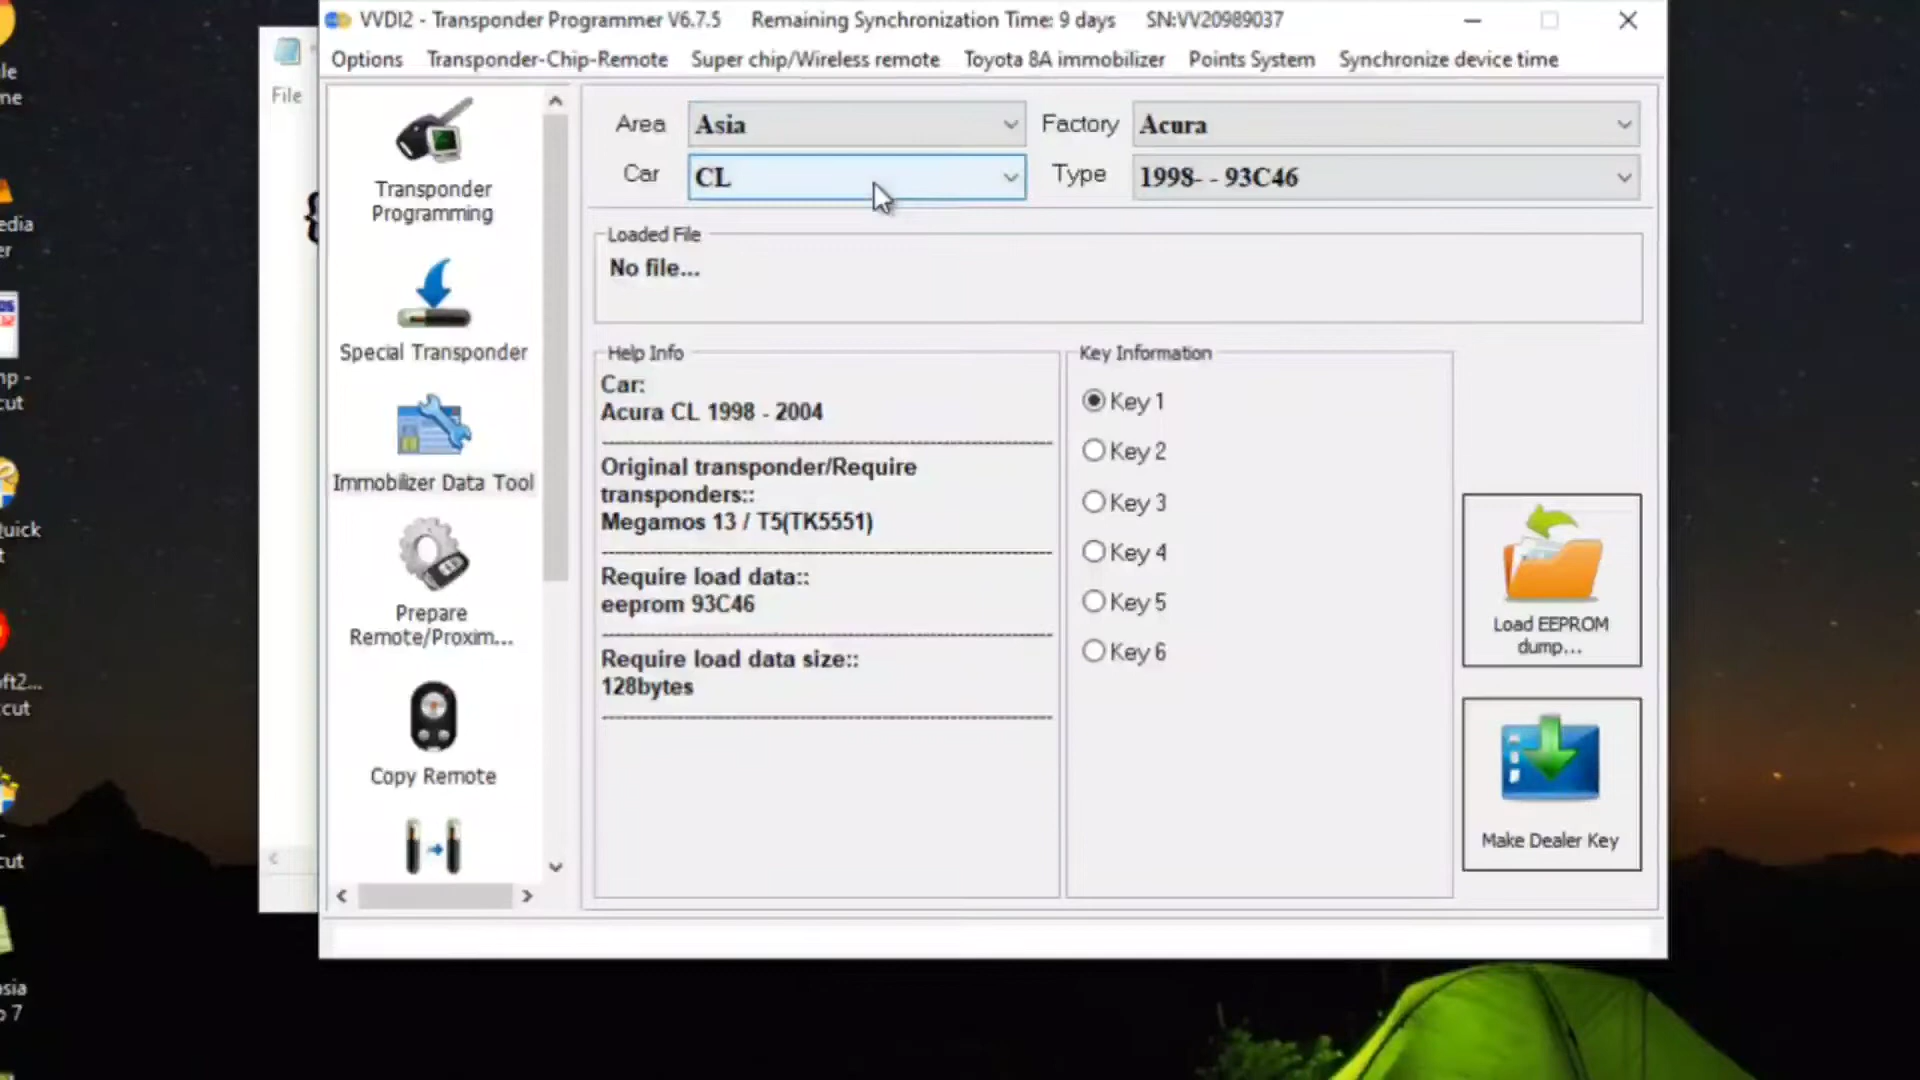 VVDI2 - Transponder Programmer V6.7.5 Remaining Synchronization Time: 9 days SN:VV20989037
Options Transponder-Chip-Remote Super chip/Wireless remote Toyota 8A immobilizer Points System Synchronize device time
File
Area Asia Factory Acura
Car CL Type 1998- - 93C46
Transponder
Programming
Special Transponder
Immobilizer Data Tool
Prepare
Remote/Proxim...
Copy Remote
Loaded File
No file...
Help Info
Car:
Acura CL 1998 - 2004
Original transponder/Require
transponders::
Megamos 13 / T5(TK5551)
Require load data::
eeprom 93C46
Require load data size::
128bytes
Key Information
Key 1
Key 2
Key 3
Key 4
Key 5
Key 6
Load EEPROM
dump...
Make Dealer Key